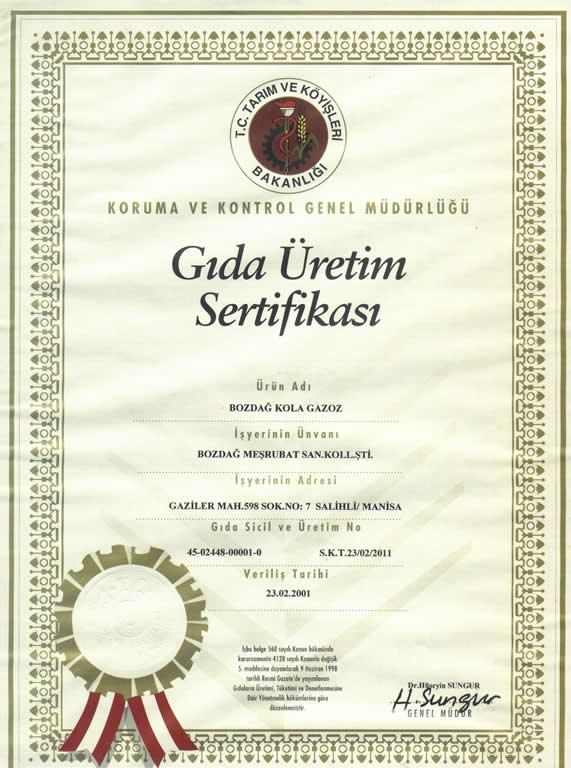 T.C. TARIM VE KÖYİŞLERİ
BAKANLIĞI
KORUMA VE KONTROL GENEL MÜDÜRLÜĞÜ
Gıda Üretim
Sertifikası
Ürün Adı
BOZDAĞ KOLA GAZOZ
İşyerinin Ünvanı
BOZDAĞ MEŞRUBAT SAN.KOLL.ŞTİ.
İşyerinin Adresi
GAZİLER MAH.598 SOK.NO: 7 SALİHLİ/ MANİSA
Gıda Sicil ve Üretim No
45-02448-00001-0 S.K.T.23/02/2011
Veriliş Tarihi
23.02.2001
İşbu belge 560 sayılı Kanun hükmünde
kararnamenin 4128 sayılı Kanunla değişik
5. maddesine dayanılarak 9 Haziran 1998
tarihli Resmi Gazete'de yayımlanan
Gıdaların Üretimi, Tüketimi ve Denetlenmesine
Dair Yönetmelik hükümlerine göre
düzenlenmiştir.
Dr.Hüseyin SUNGUR
H. Sungur
GENEL MÜDÜR